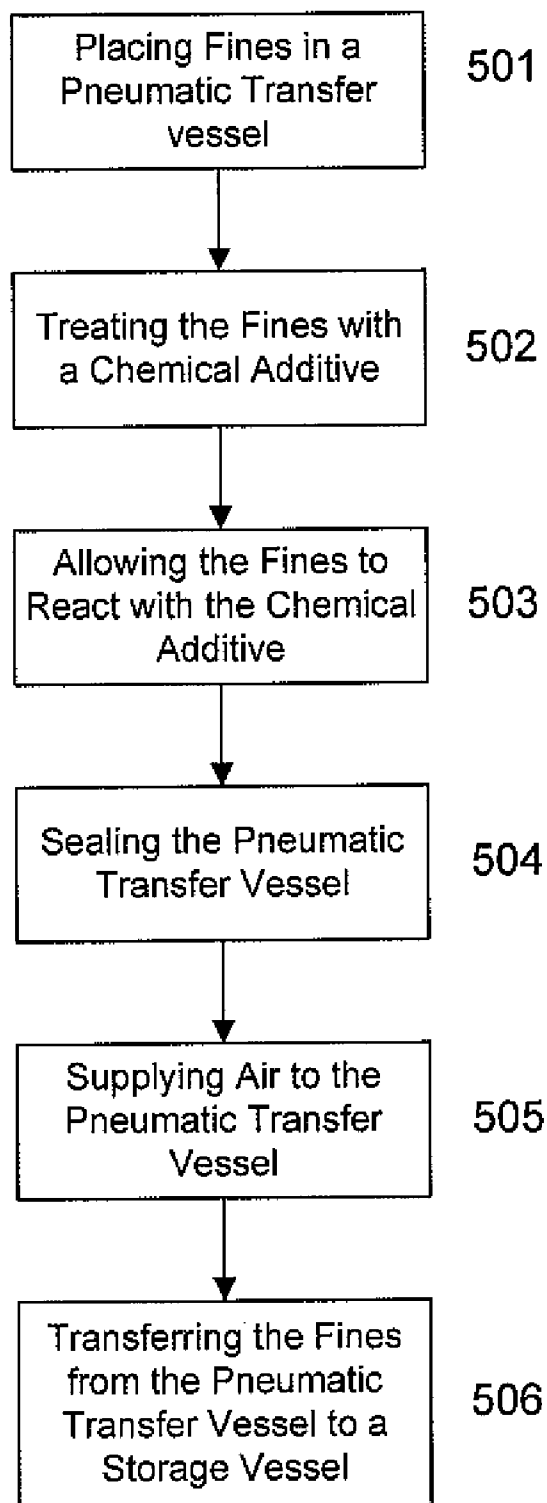 Placing Fines in a
Pneumatic Transfer
vessel
501
Treating the Fines with
a Chemical Additive
502
Allowing the Fines to
React with the Chemical
Additive
503
Sealing the Pneumatic
Transfer Vessel
504
Supplying Air to the
Pneumatic Transfer
Vessel
505
Transferring the Fines
from the Pneumatic
Transfer Vessel to a
Storage Vessel
506